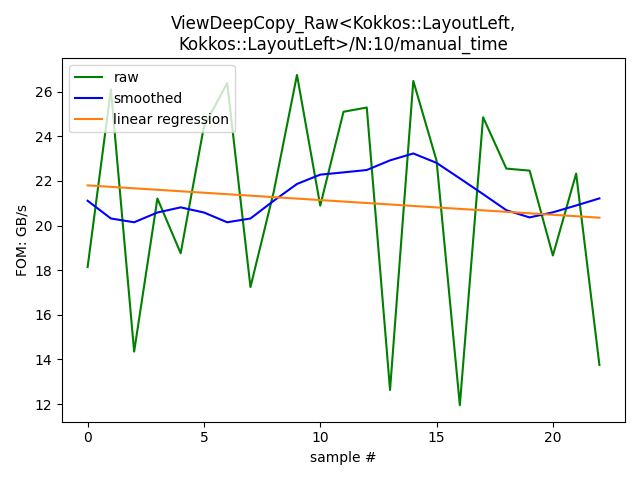 ViewDeepCopy_Raw<Kokkos::LayoutLeft,
Kokkos::LayoutLeft>/N:10/manual_time
raw
smoothed
linear regression
FOM: GB/s
26
24
22
20
18
16
14
12
0
5
10
15
20
sample #